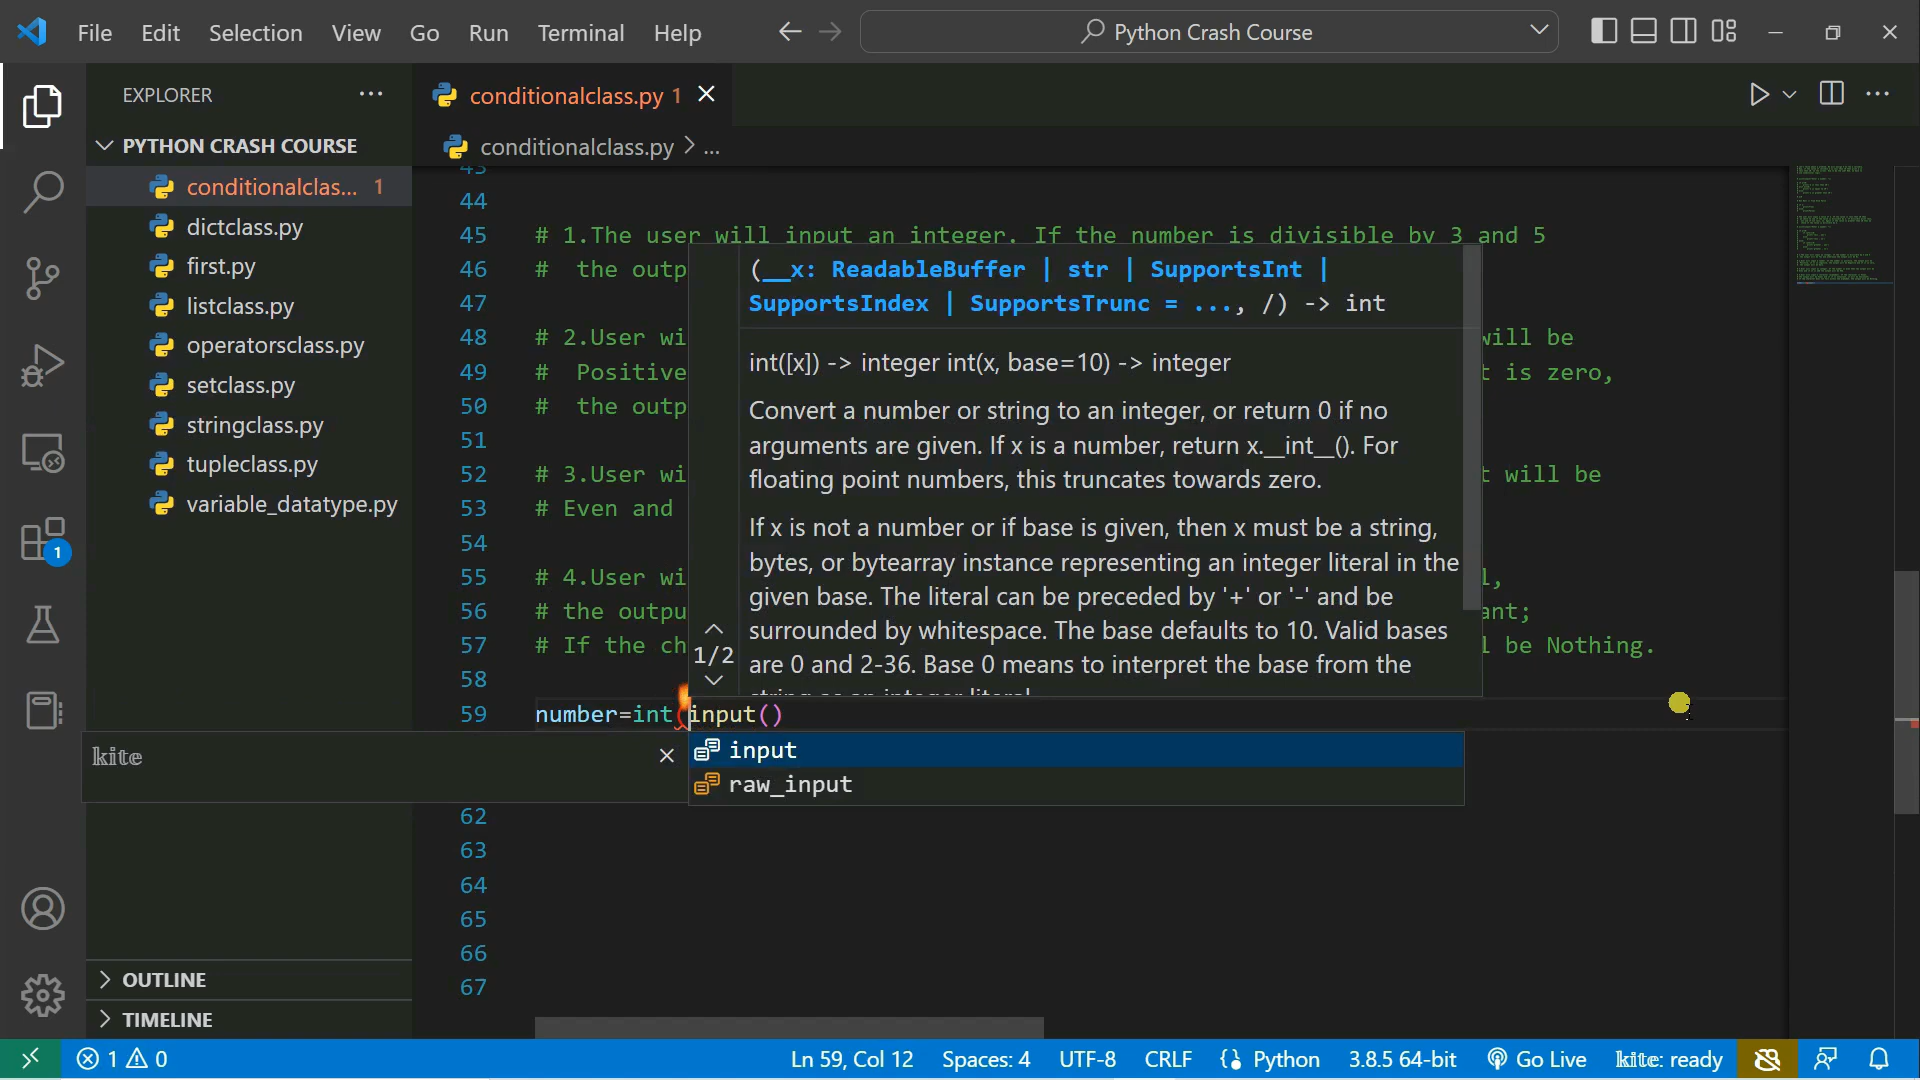 File Edit Selection View Go Run Terminal Help
Python Crash Course
EXPLORER
PYTHON CRASH COURSE
conditionalclas... 1
dictclass.py
first.py
listclass.py
operatorsclass.py
setclass.py
stringclass.py
tupleclass.py
variable_datatype.py
1
OUTLINE
TIMELINE
conditionalclass.py 1
conditionalclass.py > ...
43
44
45 # 1.The user will input an integer. If the number is divisible by 3 and 5
46 # the outp
47
48 # 2.User wi will be
49 # Positive t is zero,
50 # the outp
51
52 # 3.User wi t will be
53 # Even and
54
55 # 4.User wi l,
56 # the outpu ant;
57 # If the ch l be Nothing.
58
59 number=int(input()
62
63
64
65
66
67
(__x: ReadableBuffer | str | SupportsInt |
SupportsIndex | SupportsTrunc = ..., /) -> int
int([x]) -> integer int(x, base=10) -> integer
Convert a number or string to an integer, or return 0 if no
arguments are given. If x is a number, return x.__int__(). For
floating point numbers, this truncates towards zero.
If x is not a number or if base is given, then x must be a string,
bytes, or bytearray instance representing an integer literal in the
given base. The literal can be preceded by '+' or '-' and be
surrounded by whitespace. The base defaults to 10. Valid bases
are 0 and 2-36. Base 0 means to interpret the base from the
string as an integer literal
1/2
kite
input
raw_input
1 0
Ln 59, Col 12 Spaces: 4 UTF-8 CRLF Python 3.8.5 64-bit Go Live kite: ready